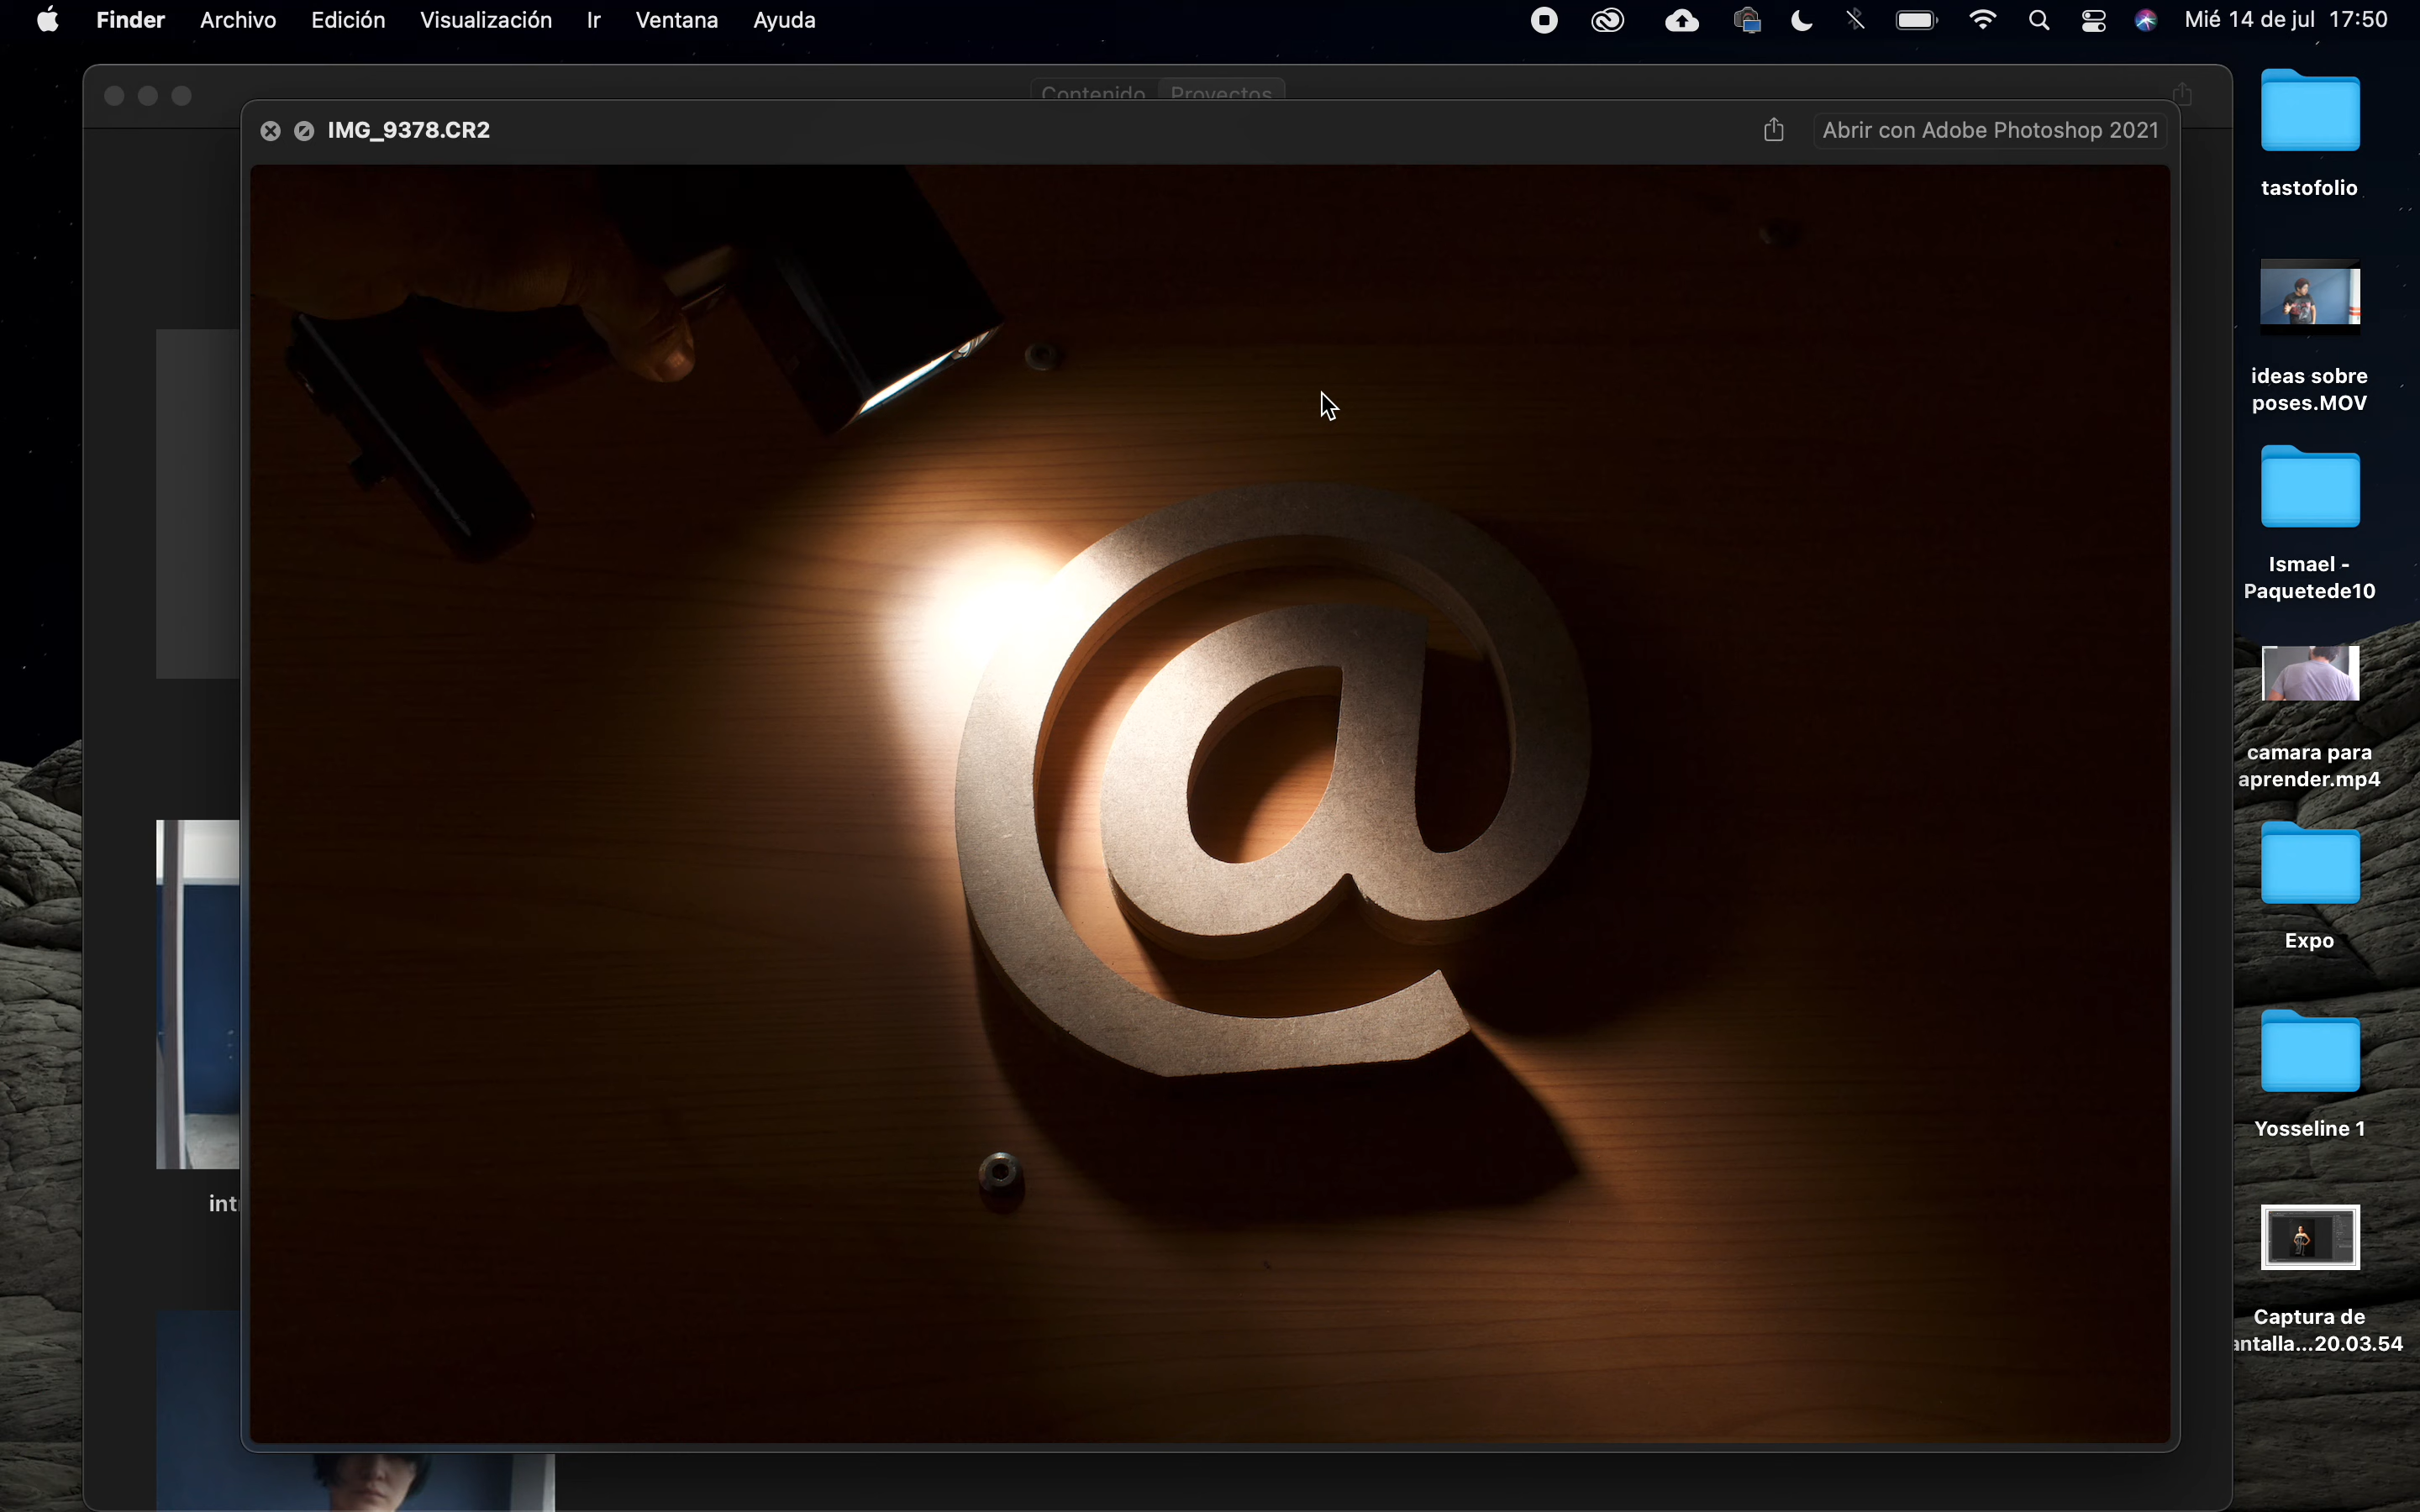 Finder Archivo Edición Visualización Ir Ventana Ayuda
Mié 14 de jul 17:50
Contenido Proyectos
IMG_9378.CR2
Abrir con Adobe Photoshop 2021
@
int
tastofolio
ideas sobre
poses.MOV
Ismael -
Paquetede10
camara para
aprender.mp4
Expo
Yosseline 1
Captura de
antalla...20.03.54